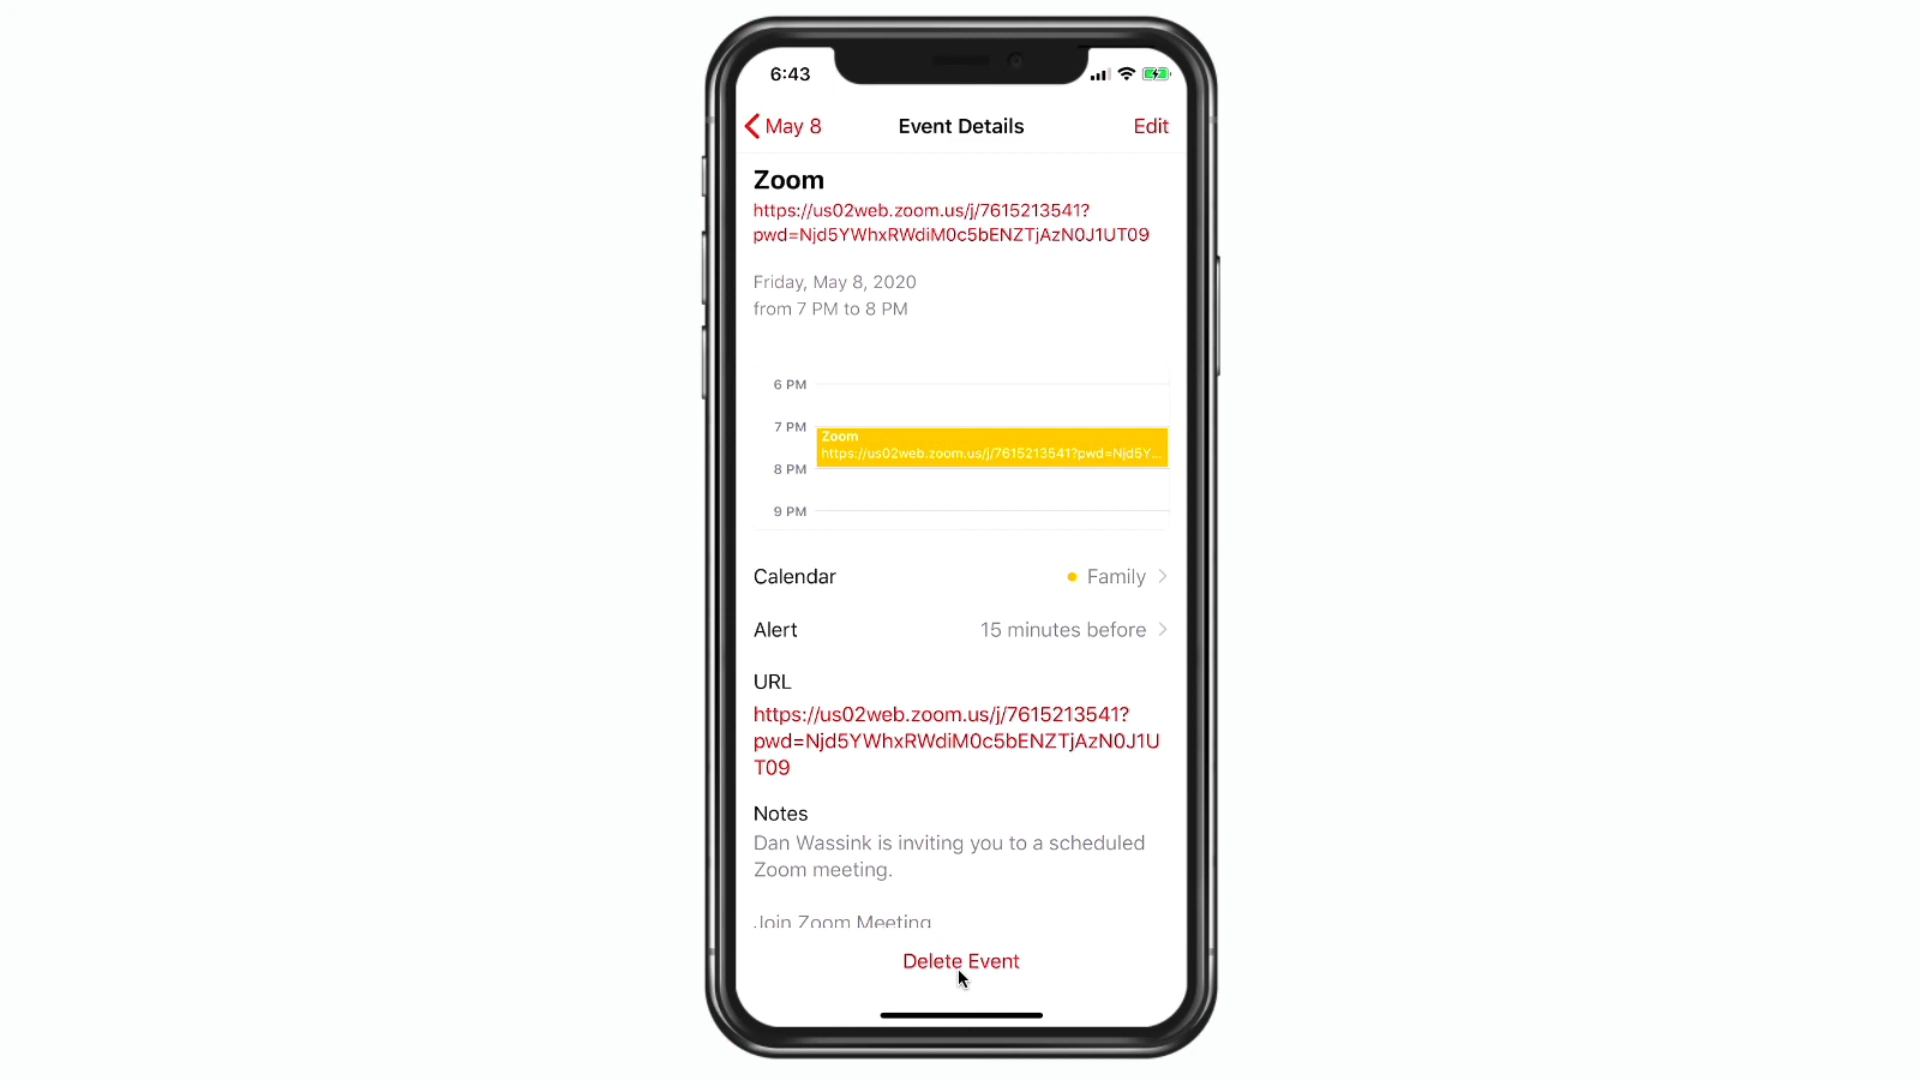 6:43
May 8
Event Details
Edit
Zoom
https://us02web.zoom.us/j/7615213541?
pwd=Njd5YWhxRWdiM0c5bENZTjAzN0J1UT09
Friday, May 8, 2020
from 7 PM to 8 PM
6 PM
7 PM
Zoom
https://us02web.zoom.us/j/7615213541?pwd=Njd5Y...
8 PM
9 PM
Calendar
Family
Alert
15 minutes before
URL
https://us02web.zoom.us/j/7615213541?
pwd=Njd5YWhxRWdiM0c5bENZTjAzN0J1U
T09
Notes
Dan Wassink is inviting you to a scheduled
Zoom meeting.
Join Zoom Meeting
Delete Event